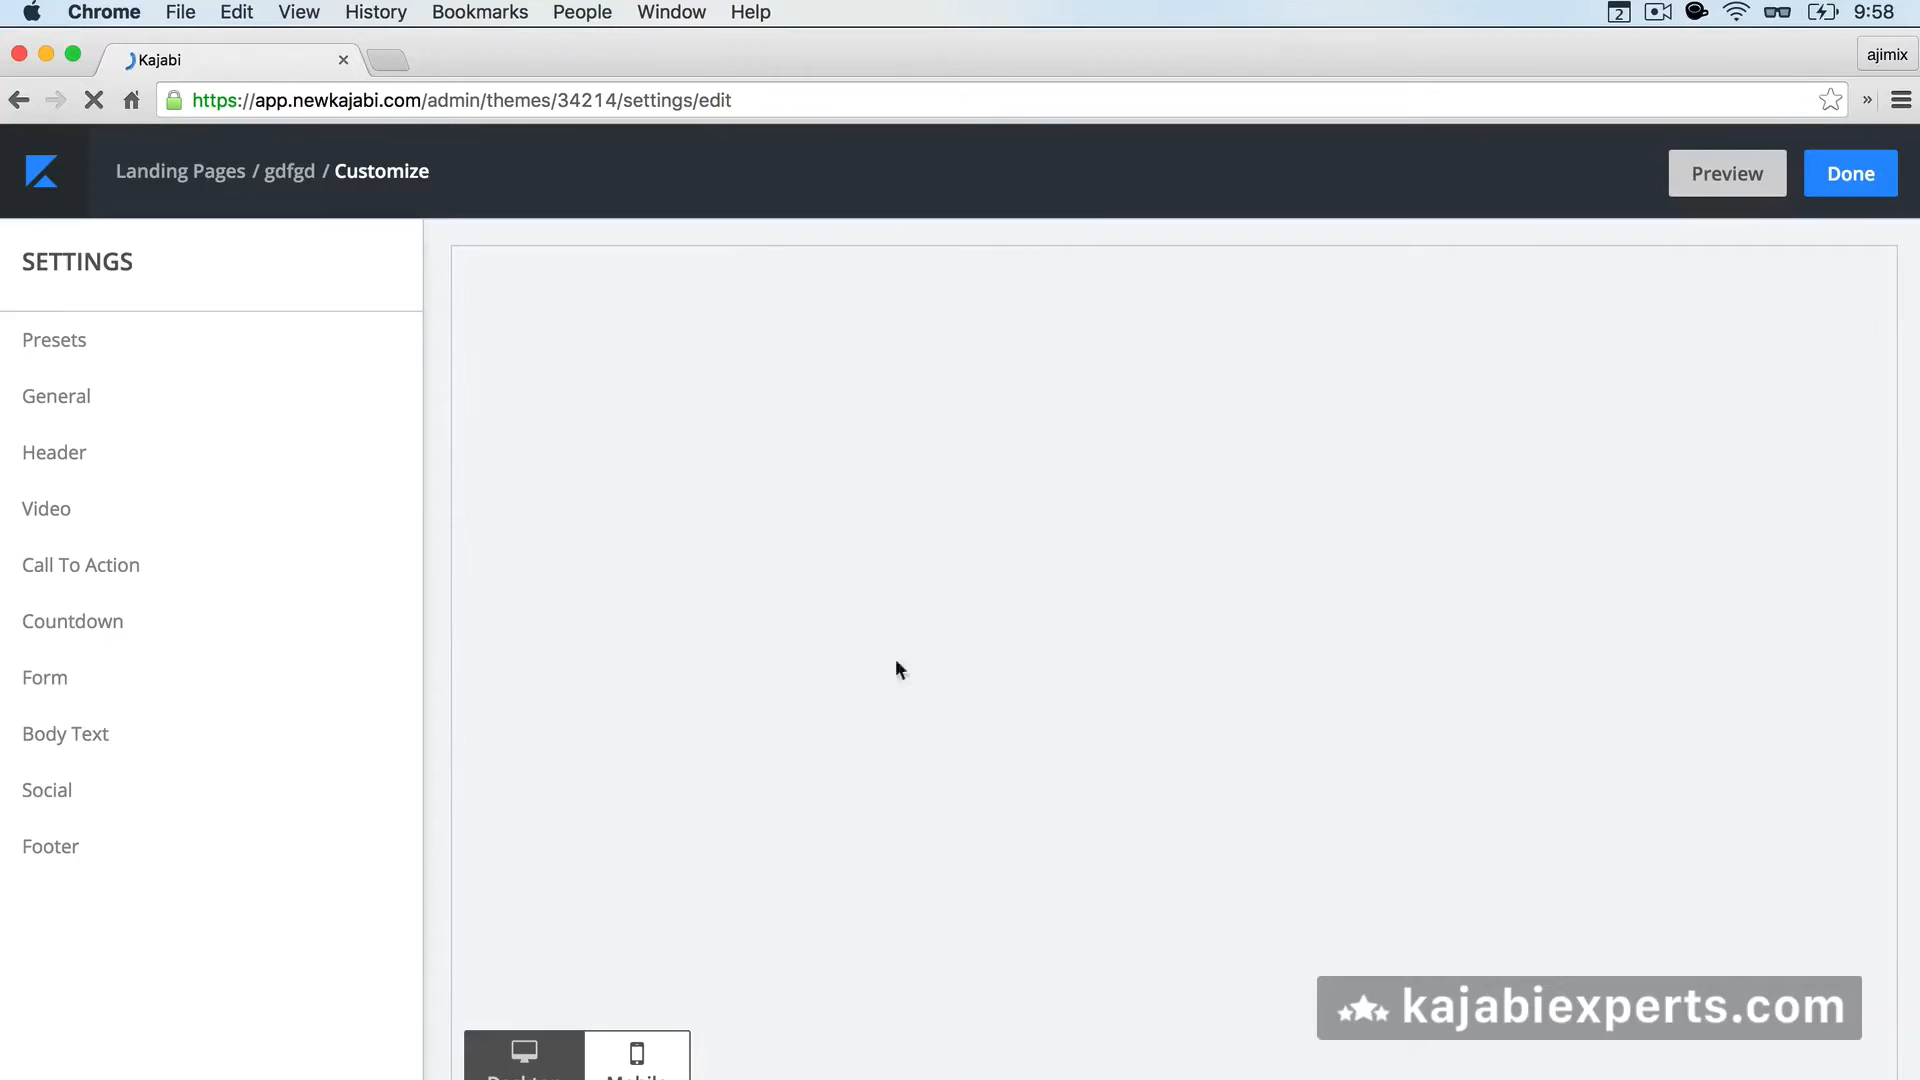 Chrome File Edit View History Bookmarks People Window Help 2 9:58
Kajabi ajimix
https://app.newkajabi.com/admin/themes/34214/settings/edit »
Landing Pages / gdfgd / Customize Preview Done
SETTINGS
Presets
General
Header
Video
Call To Action
Countdown
Form
Body Text
Social
Footer
kajabiexperts.com
Desktop Mobile